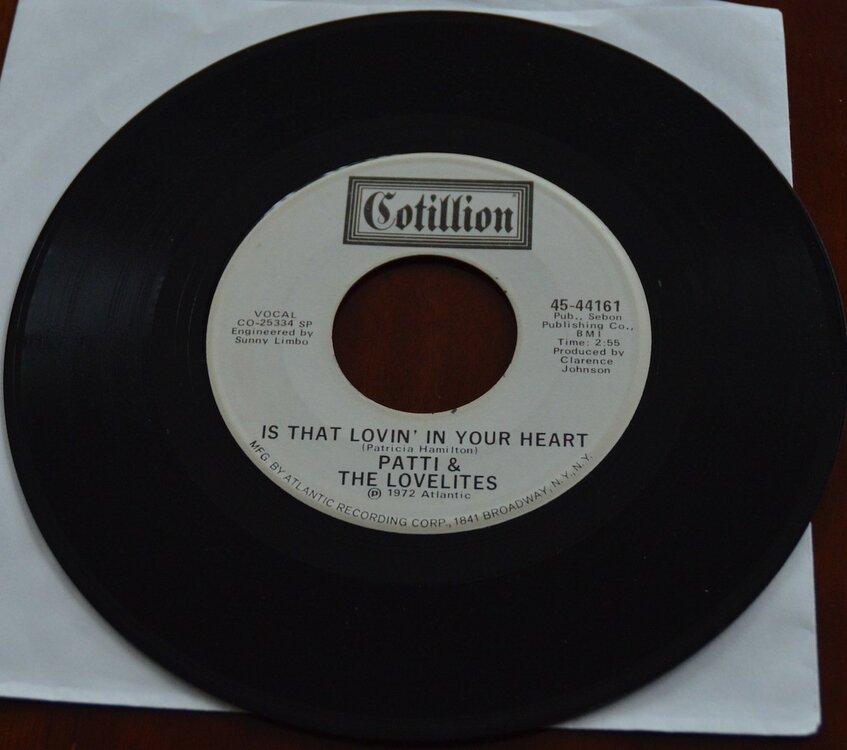 Cotillion
VOCAL
CO-25334 SP
Engineered by
Sunny Limbo
45-44161
Pub., Sebon
Publishing Co.,
BMI
Time: 2:55
Produced by
Clarence
Johnson
IS THAT LOVIN' IN YOUR HEART
(Patricia Hamilton)
PATTI &
THE LOVELITES
℗ 1972 Atlantic
MFG. BY ATLANTIC RECORDING CORP., 1841 BROADWAY, N.Y., N.Y.